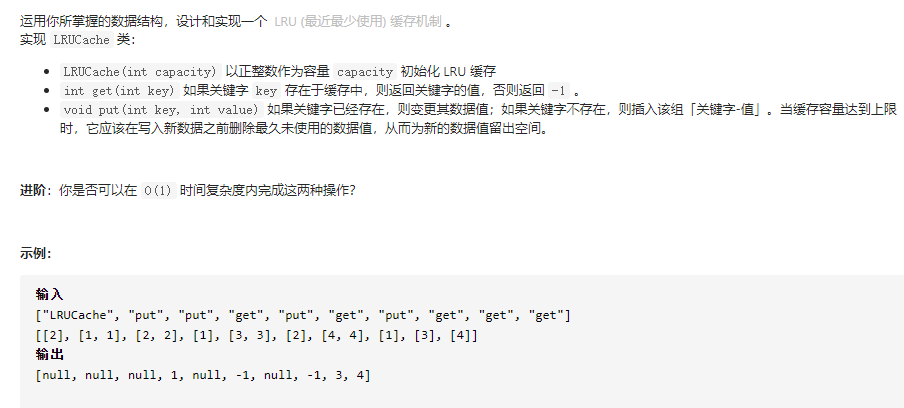 运用你所掌握的数据结构，设计和实现一个 LRU (最近最少使用) 缓存机制 。
实现 LRUCache 类：
LRUCache(int capacity) 以正整数作为容量 capacity 初始化 LRU 缓存
int get(int key) 如果关键字 key 存在于缓存中，则返回关键字的值，否则返回 -1 。
void put(int key, int value) 如果关键字已经存在，则变更其数据值；如果关键字不存在，则插入该组「关键字-值」。当缓存容量达到上限
时，它应该在写入新数据之前删除最久未使用的数据值，从而为新的数据值留出空间。
进阶：你是否可以在 O(1) 时间复杂度内完成这两种操作？
示例：
输入
["LRUCache", "put", "put", "get", "put", "get", "put", "get", "get", "get"]
[[2], [1, 1], [2, 2], [1], [3, 3], [2], [4, 4], [1], [3], [4]]
输出
[null, null, null, 1, null, -1, null, -1, 3, 4]